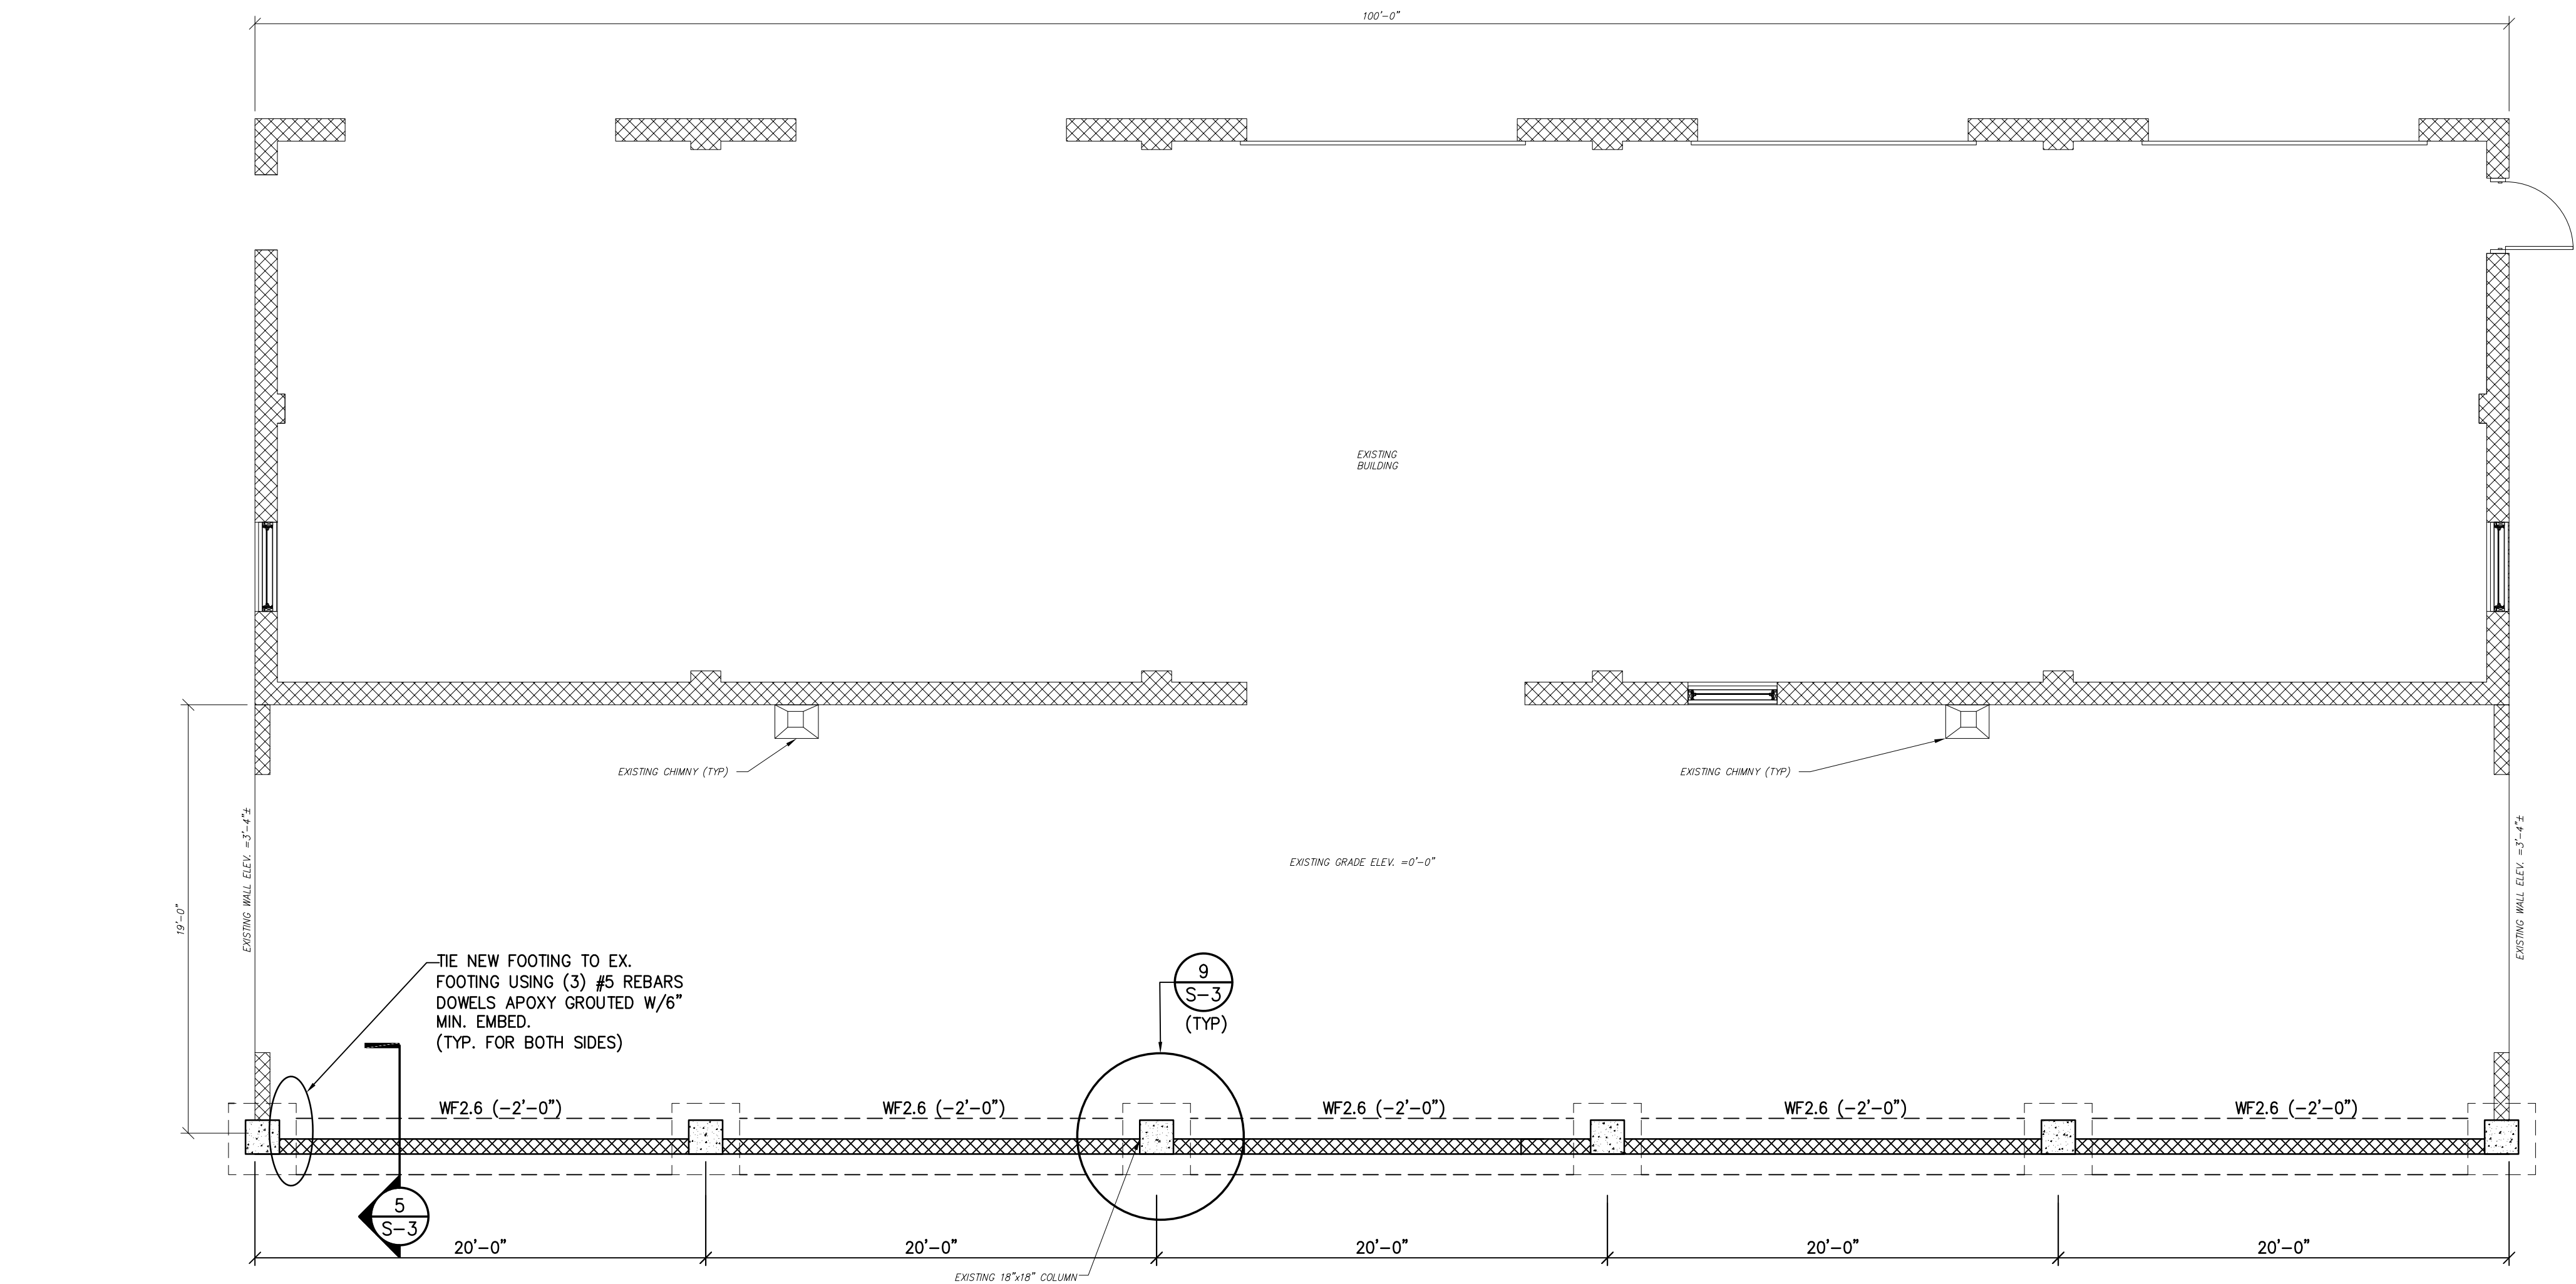 100'-0"
EXISTING
BUILDING
EXISTING CHIMNY (TYP)
EXISTING CHIMNY (TYP)
EXISTING WALL ELEV. =3'-4"±
EXISTING WALL ELEV. =3'-4"±
EXISTING GRADE ELEV. =0'-0"
19'-0"
TIE NEW FOOTING TO EX.
FOOTING USING (3) #5 REBARS
DOWELS APOXY GROUTED W/6"
MIN. EMBED.
(TYP. FOR BOTH SIDES)
9
S-3
(TYP)
WF2.6 (-2'-0")
WF2.6 (-2'-0")
WF2.6 (-2'-0")
WF2.6 (-2'-0")
WF2.6 (-2'-0")
5
S-3
20'-0"
20'-0"
20'-0"
20'-0"
20'-0"
EXISTING 18"x18" COLUMN